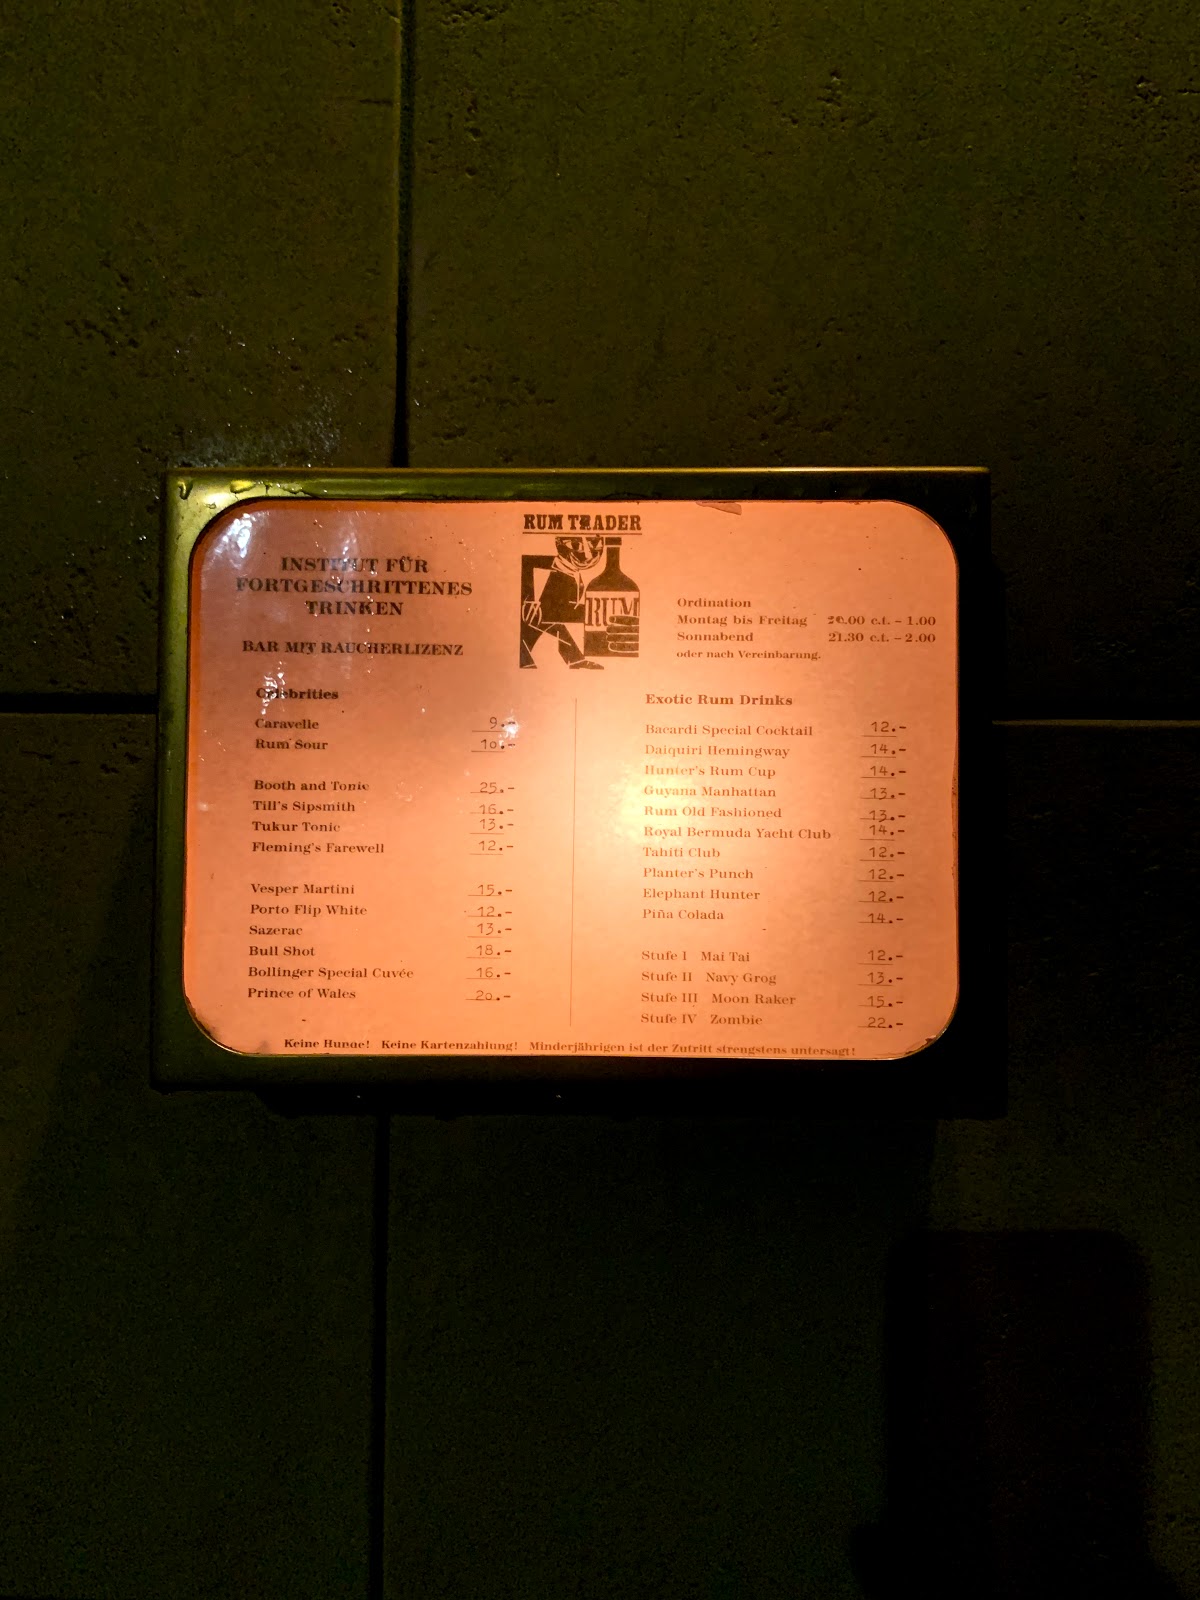 RUM TRADER
INSTITUT FÜR
FORTGESCHRITTENES
TRINKEN
BAR MIT RAUCHERLIZENZ
RUM
Ordination
Montag bis Freitag 20.00 c.t. – 1.00
Sonnabend 21.30 c.t. – 2.00
oder nach Vereinbarung.
Celebrities
Caravelle 9.-
Rum Sour 10.-
Booth and Tonic 25.-
Till's Sipsmith 16.-
Tukur Tonic 13.-
Fleming's Farewell 12.-
Vesper Martini 15.-
Porto Flip White 12.-
Sazerac 13.-
Bull Shot 18.-
Bollinger Special Cuvée 16.-
Prince of Wales 20.-
Exotic Rum Drinks
Bacardi Special Cocktail 12.-
Daiquiri Hemingway 14.-
Hunter's Rum Cup 14.-
Guyana Manhattan 13.-
Rum Old Fashioned 13.-
Royal Bermuda Yacht Club 14.-
Tahiti Club 12.-
Planter's Punch 12.-
Elephant Hunter 12.-
Piña Colada 14.-
Stufe I Mai Tai 12.-
Stufe II Navy Grog 13.-
Stufe III Moon Raker 15.-
Stufe IV Zombie 22.-
Keine Hunde! Keine Kartenzahlung! Minderjährigen ist der Zutritt strengstens untersagt!